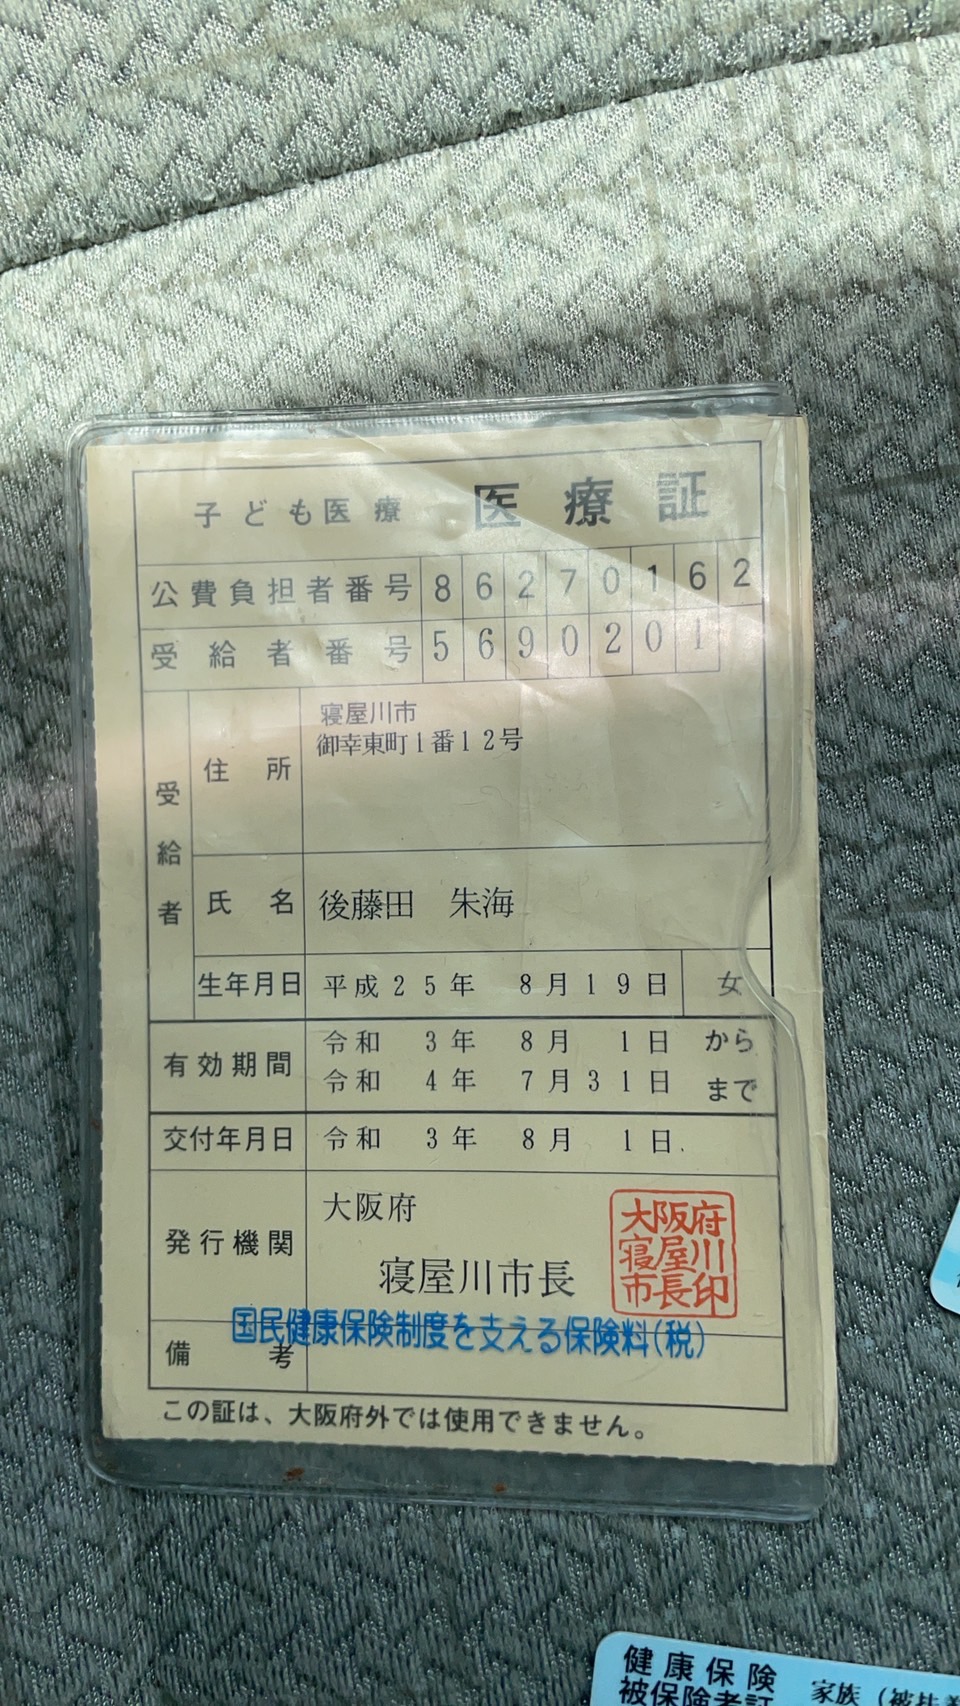 子ども医療 医療証
公費負担者番号 86270162
受給者番号 5690201
受給者
住所 寝屋川市
御幸東町1番12号
氏名 後藤田 朱海
生年月日 平成25年 8月19日 女
有効期間 令和 3年 8月 1日 から
令和 4年 7月31日 まで
交付年月日 令和 3年 8月 1日
発行機関 大阪府
寝屋川市長
大阪府
寝屋川
市長印
国民健康保険制度を支える保険料(税)
備考
この証は、大阪府外では使用できません。
健康保険
被保険者証
家族